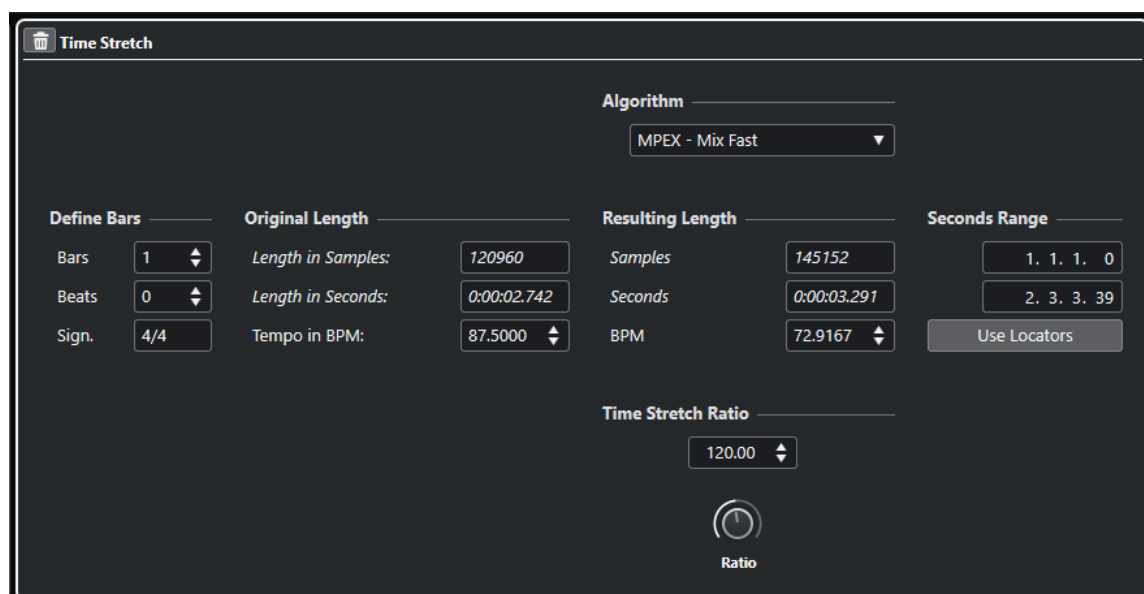 Time Stretch
Algorithm
MPEX - Mix Fast
Define Bars
Bars 1
Beats 0
Sign. 4/4
Original Length
Length in Samples: 120960
Length in Seconds: 0:00:02.742
Tempo in BPM: 87.5000
Resulting Length
Samples 145152
Seconds 0:00:03.291
BPM 72.9167
Seconds Range
1. 1. 1. 0
2. 3. 3. 39
Use Locators
Time Stretch Ratio
120.00
Ratio